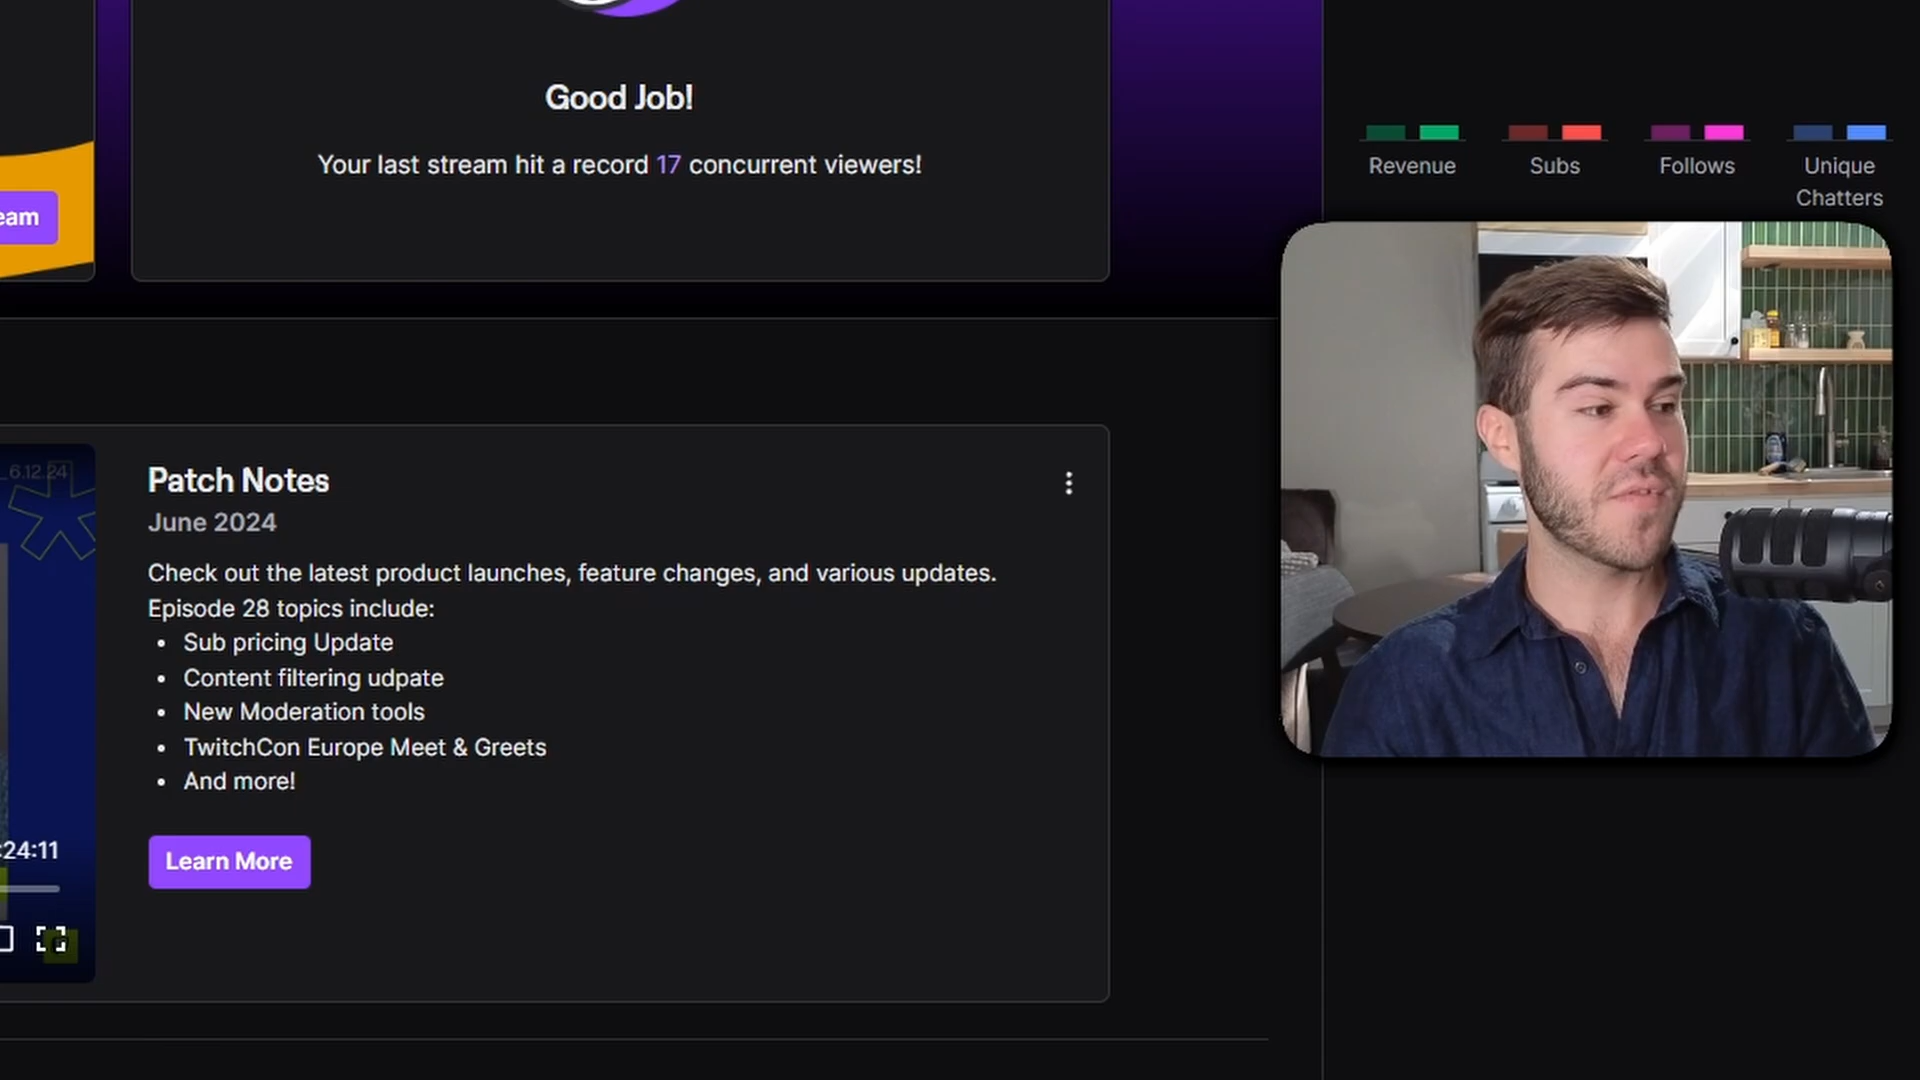 Good Job!
Your last stream hit a record 17 concurrent viewers!
eam
Revenue
Subs
Follows
Unique
Chatters
_6.12.24
Patch Notes
June 2024
Check out the latest product launches, feature changes, and various updates.
Episode 28 topics include:
• Sub pricing Update
• Content filtering udpate
• New Moderation tools
• TwitchCon Europe Meet & Greets
• And more!
:24:11
Learn More